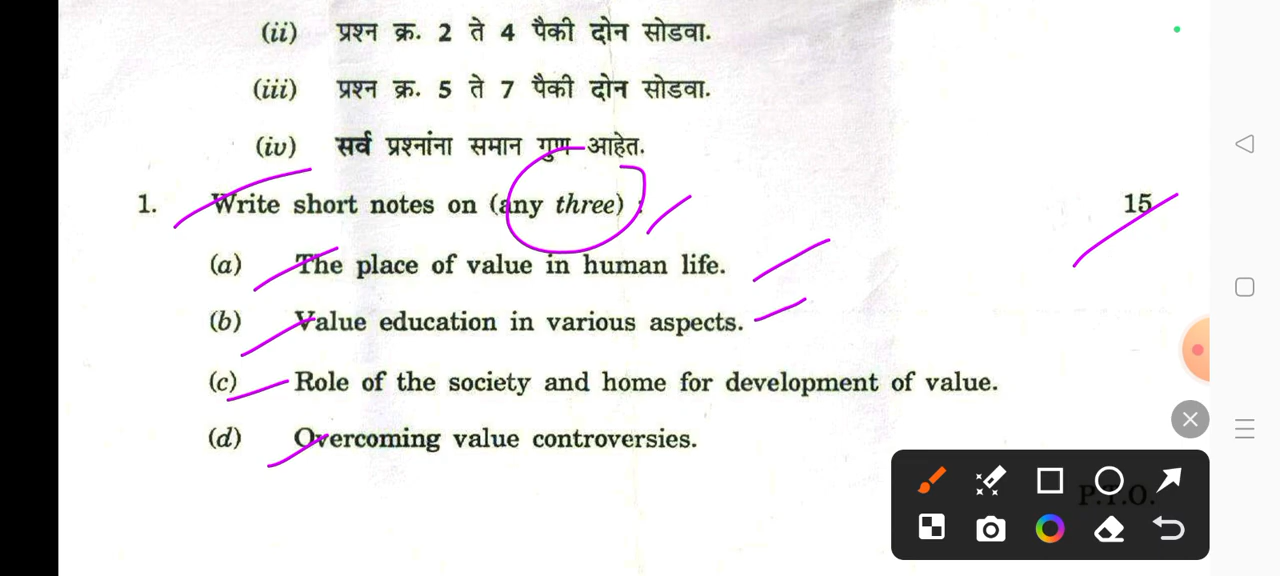 (ii) प्रश्न क्र. 2 ते 4 पैकी दोन सोडवा.
(iii) प्रश्न क्र. 5 ते 7 पैकी दोन सोडवा.
(iv) सर्व प्रश्नांना समान गुण आहेत.
1. Write short notes on (any three) : 15
(a) The place of value in human life.
(b) Value education in various aspects.
(c) Role of the society and home for development of value.
(d) Overcoming value controversies.
P.T.O.